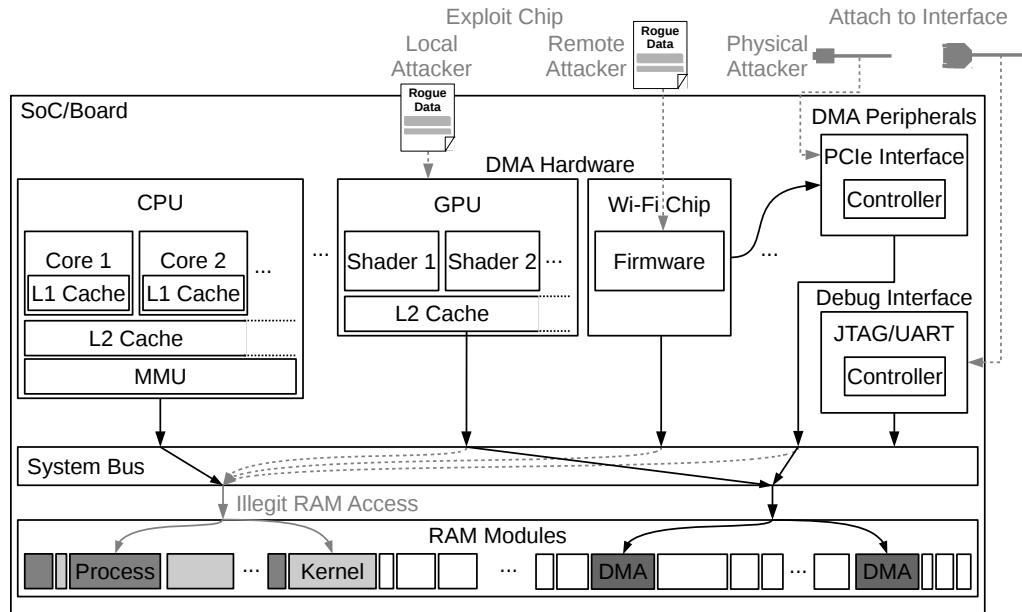 Exploit Chip
Attach to Interface
Local
Attacker
Rogue
Data
Remote
Attacker
Rogue
Data
Physical
Attacker
SoC/Board
DMA Hardware
DMA Peripherals
CPU
Core 1
L1 Cache
Core 2
L1 Cache
...
L2 Cache
MMU
...
GPU
Shader 1
Shader 2
...
L2 Cache
Wi-Fi Chip
Firmware
...
PCIe Interface
Controller
Debug Interface
JTAG/UART
Controller
System Bus
Illegit RAM Access
RAM Modules
Process
...
Kernel
...
DMA
...
DMA